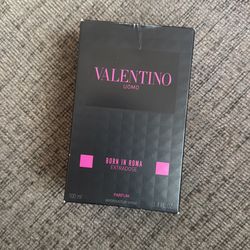 VALENTINO
UOMO
BORN IN ROMA
EXTRADOSE
PARFUM
100 ml